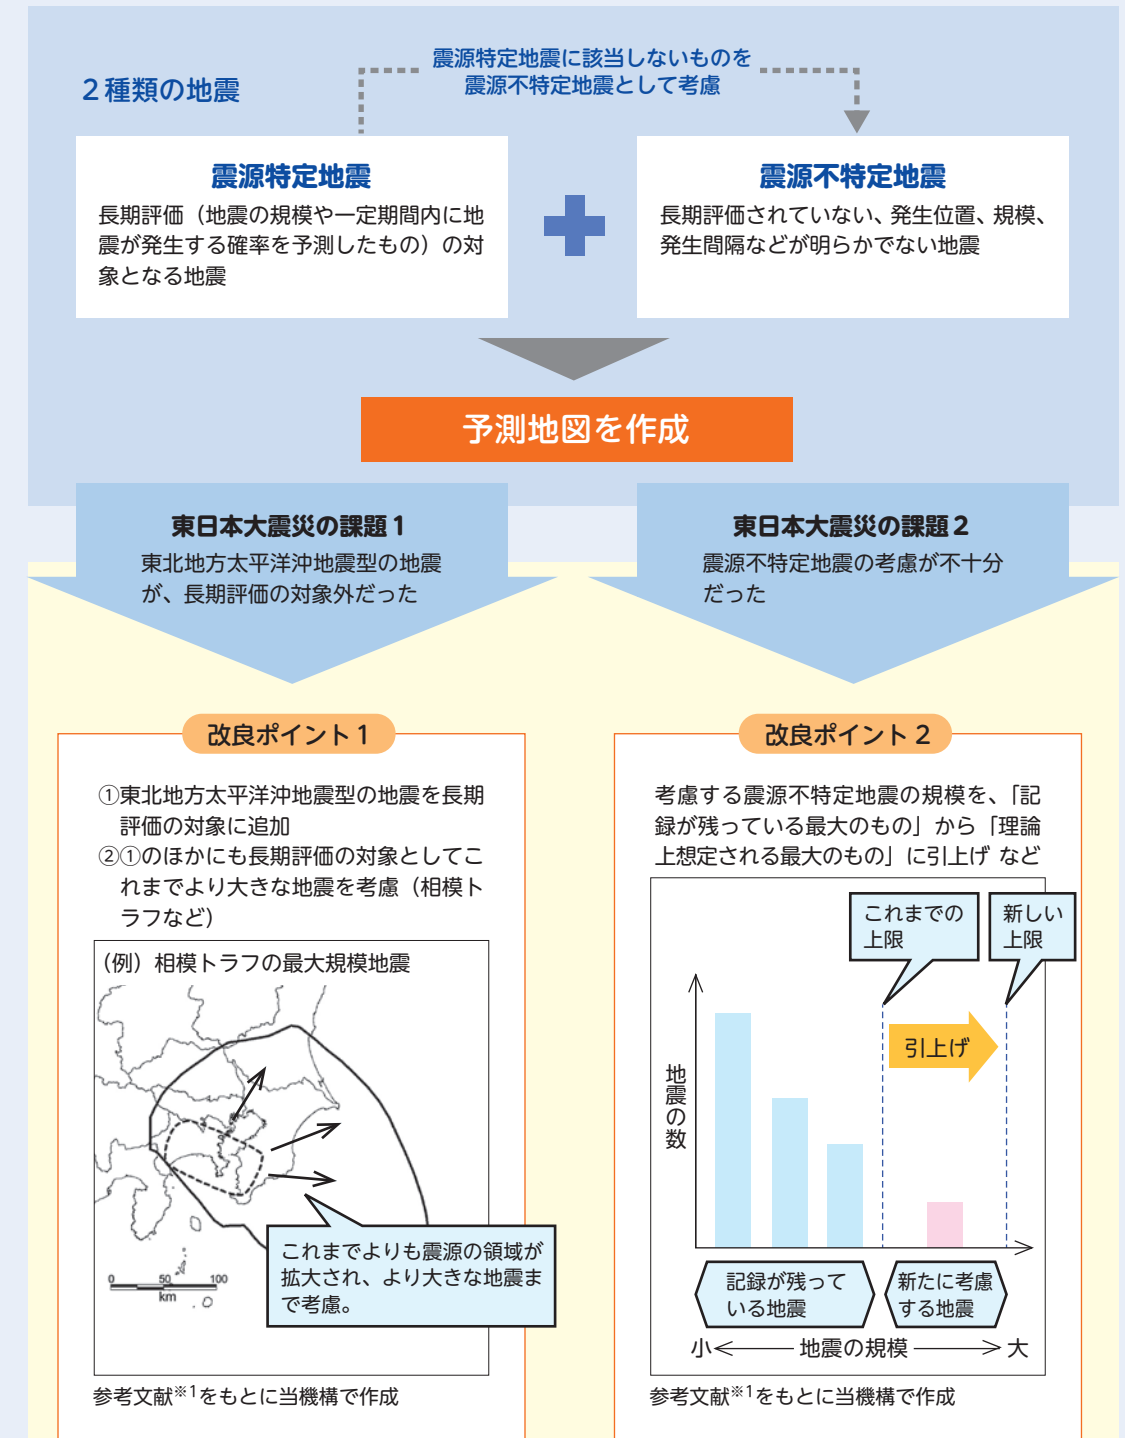 震源特定地震に該当しないものを
震源不特定地震として考慮
２種類の地震
震源特定地震
長期評価（地震の規模や一定期間内に地
震が発生する確率を予測したもの）の対
象となる地震
震源不特定地震
長期評価されていない、発生位置、規模、
発生間隔などが明らかでない地震
予測地図を作成
東日本大震災の課題１
東北地方太平洋沖地震型の地震
が、長期評価の対象外だった
東日本大震災の課題２
震源不特定地震の考慮が不十分
だった
改良ポイント１
①東北地方太平洋沖地震型の地震を長期
評価の対象に追加
②①のほかにも長期評価の対象としてこ
れまでより大きな地震を考慮（相模ト
ラフなど）
（例）相模トラフの最大規模地震
これまでよりも震源の領域が
拡大され、より大きな地震ま
で考慮。
0 50 100
km
参考文献※1をもとに当機構で作成
改良ポイント２
考慮する震源不特定地震の規模を、「記
録が残っている最大のもの」から「理論
上想定される最大のもの」に引上げ など
これまでの
上限
新しい
上限
引上げ
地震の数
記録が残って
いる地震
新たに考慮
する地震
小 地震の規模 大
参考文献※1をもとに当機構で作成